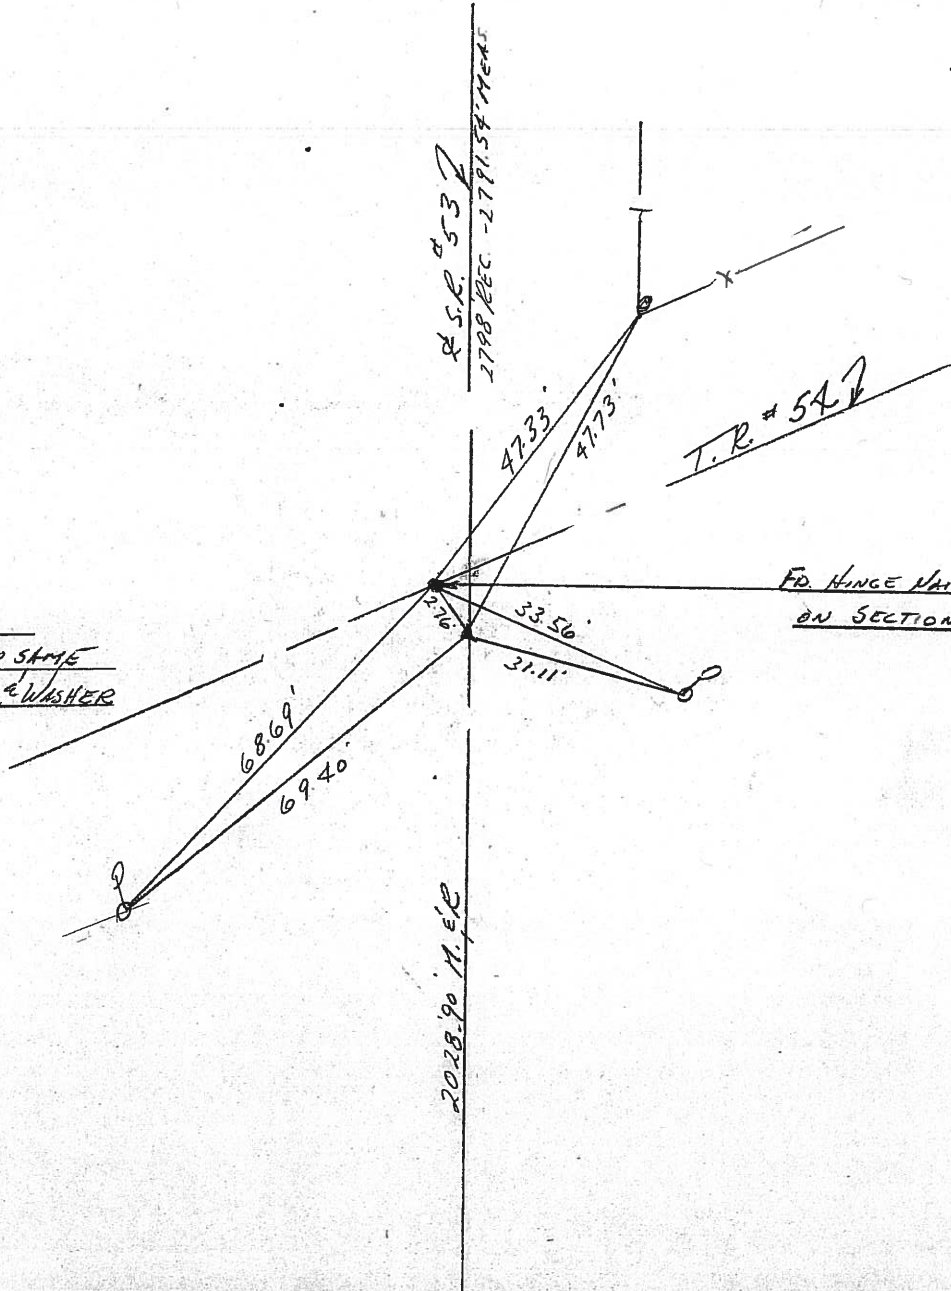 ℄ S.R. #53
2798' REC. - 2791.54' MEAS.
47.33'
47.73'
T.R. #54
FD. HINGE NAI
ON SECTION
2.76'
33.56'
31.11'
SAME
& WASHER
68.69'
69.40'
2028.90' M. & R